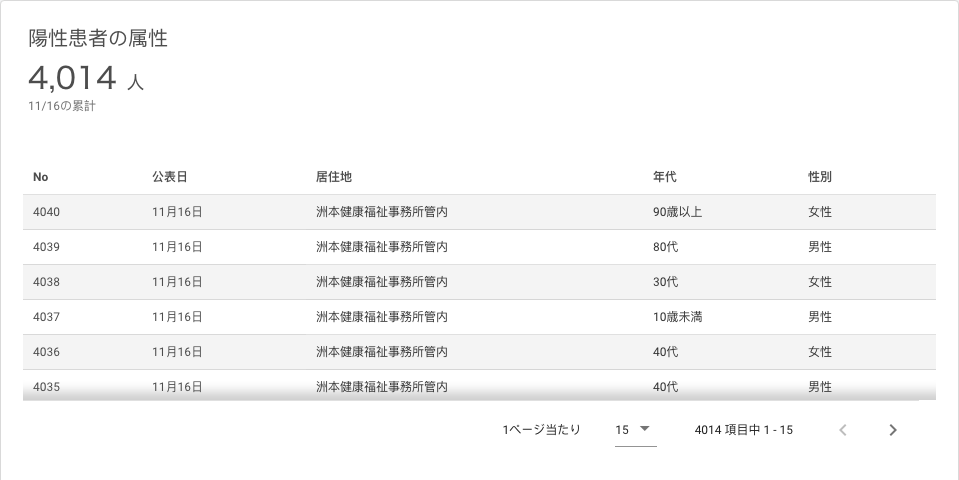 陽性患者の属性
4,014 人
11/16の累計
No 公表日 居住地 年代 性別
4040 11月16日 洲本健康福祉事務所管内 90歳以上 女性
4039 11月16日 洲本健康福祉事務所管内 80代 男性
4038 11月16日 洲本健康福祉事務所管内 30代 女性
4037 11月16日 洲本健康福祉事務所管内 10歳未満 男性
4036 11月16日 洲本健康福祉事務所管内 40代 女性
4035 11月16日 洲本健康福祉事務所管内 40代 男性
1ページ当たり 15 4014 項目中 1 - 15